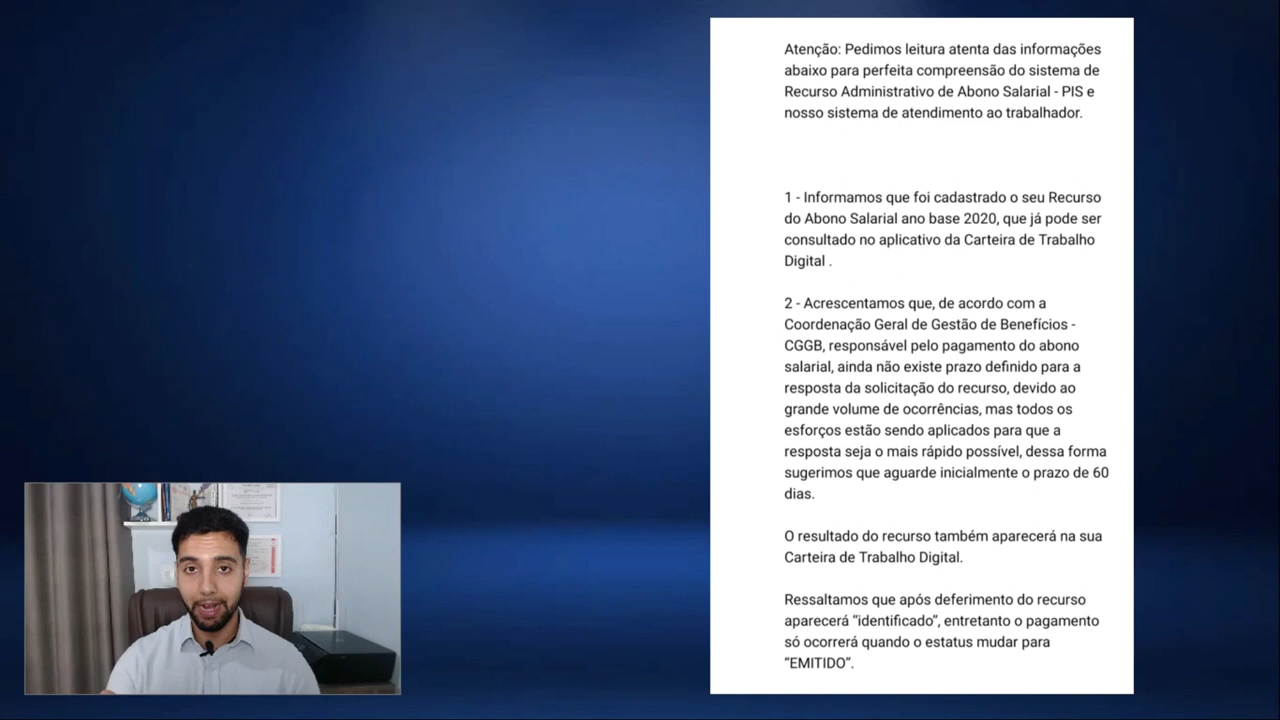 Atenção: Pedimos leitura atenta das informações
abaixo para perfeita compreensão do sistema de
Recurso Administrativo de Abono Salarial - PIS e
nosso sistema de atendimento ao trabalhador.
1 - Informamos que foi cadastrado o seu Recurso
do Abono Salarial ano base 2020, que já pode ser
consultado no aplicativo da Carteira de Trabalho
Digital .
2 - Acrescentamos que, de acordo com a
Coordenação Geral de Gestão de Benefícios -
CGGB, responsável pelo pagamento do abono
salarial, ainda não existe prazo definido para a
resposta da solicitação do recurso, devido ao
grande volume de ocorrências, mas todos os
esforços estão sendo aplicados para que a
resposta seja o mais rápido possível, dessa forma
sugerimos que aguarde inicialmente o prazo de 60
dias.
O resultado do recurso também aparecerá na sua
Carteira de Trabalho Digital.
Ressaltamos que após deferimento do recurso
aparecerá “identificado”, entretanto o pagamento
só ocorrerá quando o estatus mudar para
“EMITIDO”.